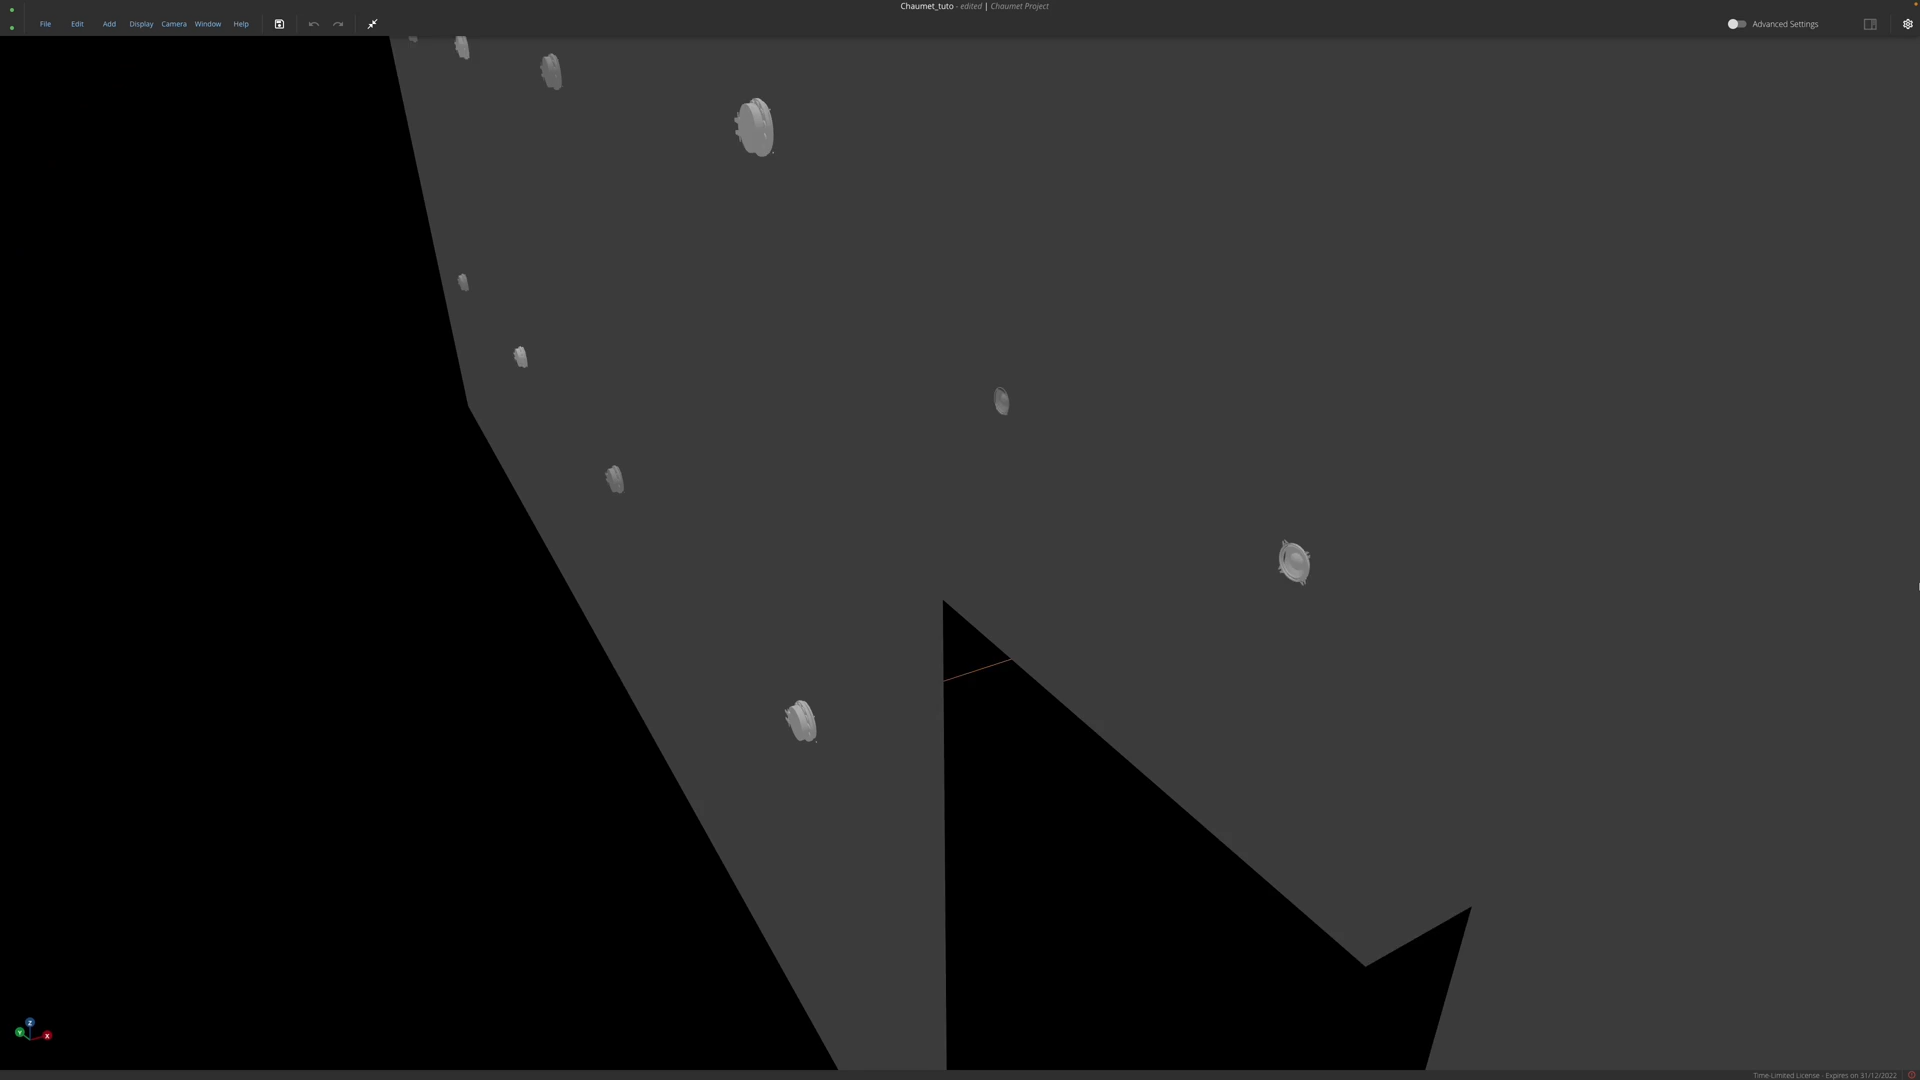 Chaumet_tuto - edited | Chaumet Project
File Edit Add Display Camera Window Help
Advanced Settings
Z
Y
X
Time-Limited License - Expires on 31/12/2022